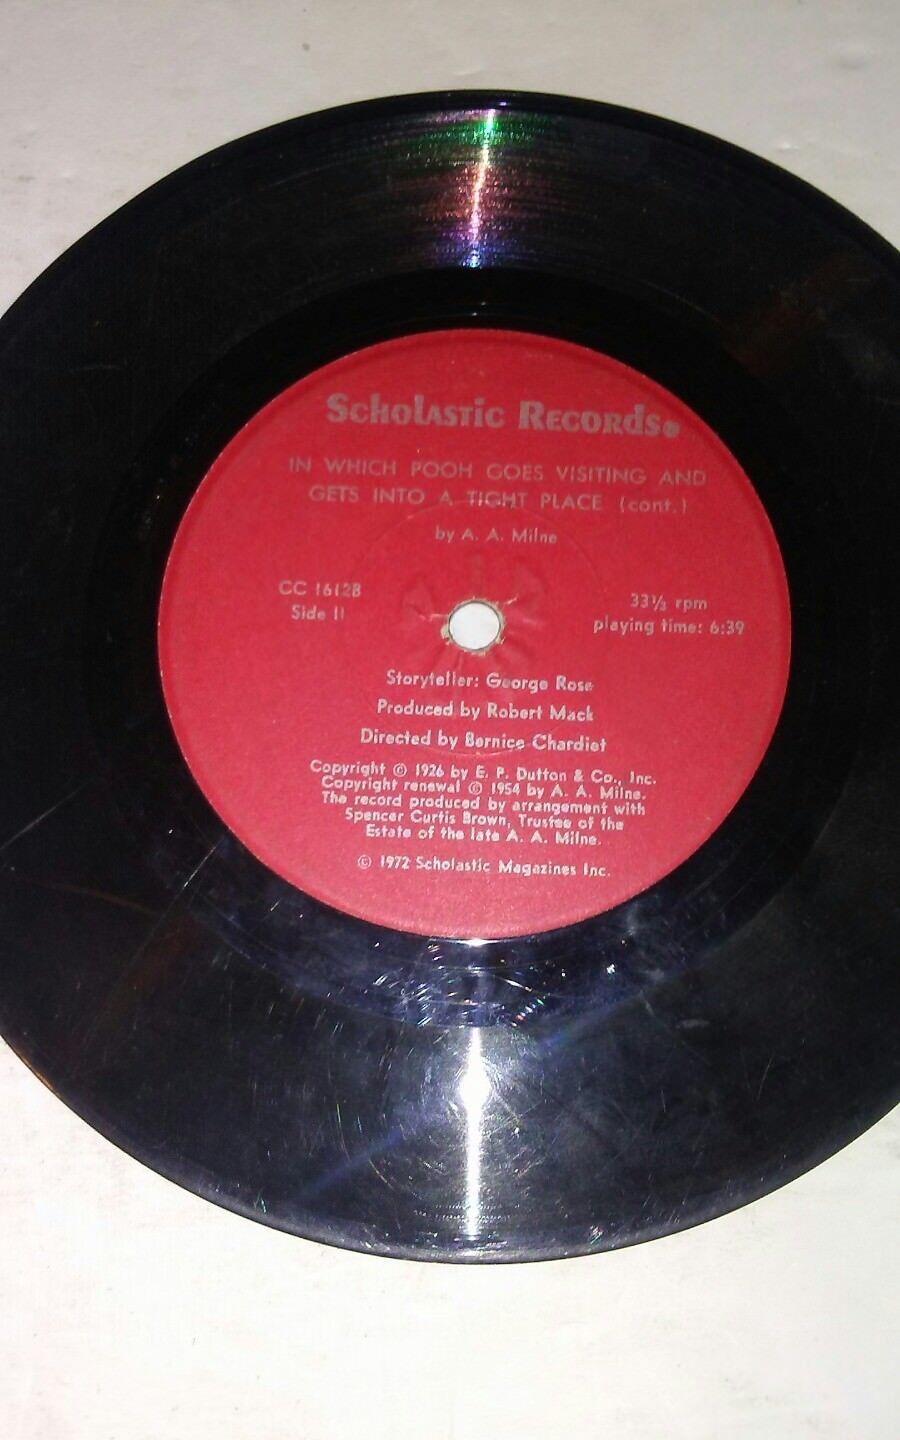 Scholastic Records®
IN WHICH POOH GOES VISITING AND
GETS INTO A TIGHT PLACE (cont.)
by A. A. Milne
CC 1612B
Side II
33⅓ rpm
playing time: 6:39
Storyteller: George Rose
Produced by Robert Mack
Directed by Bernice Chardiet
Copyright © 1926 by E. P. Dutton & Co., Inc.
Copyright renewal © 1954 by A. A. Milne.
The record produced by arrangement with
Spencer Curtis Brown, Trustee of the
Estate of the late A. A. Milne.
© 1972 Scholastic Magazines Inc.